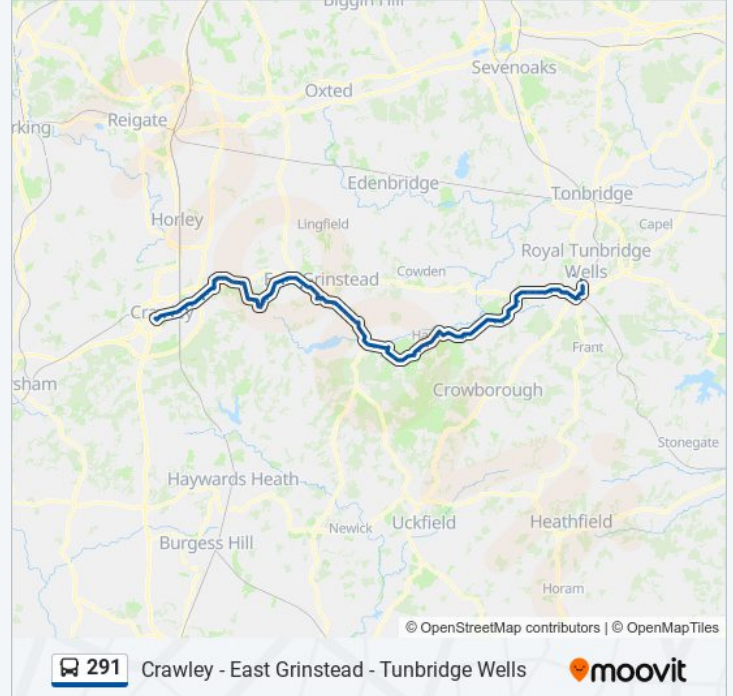 Sevenoaks
Oxted
Reigate
Edenbridge
Tonbridge
Horley
Lingfield
Capel
Royal Tunbridge
Wells
Cowden
Frant
Crowborough
Stonegate
Haywards Heath
Newick
Uckfield
Heathfield
Burgess Hill
Horam
© OpenStreetMap contributors | © OpenMapTiles
291 Crawley - East Grinstead - Tunbridge Wells moovit